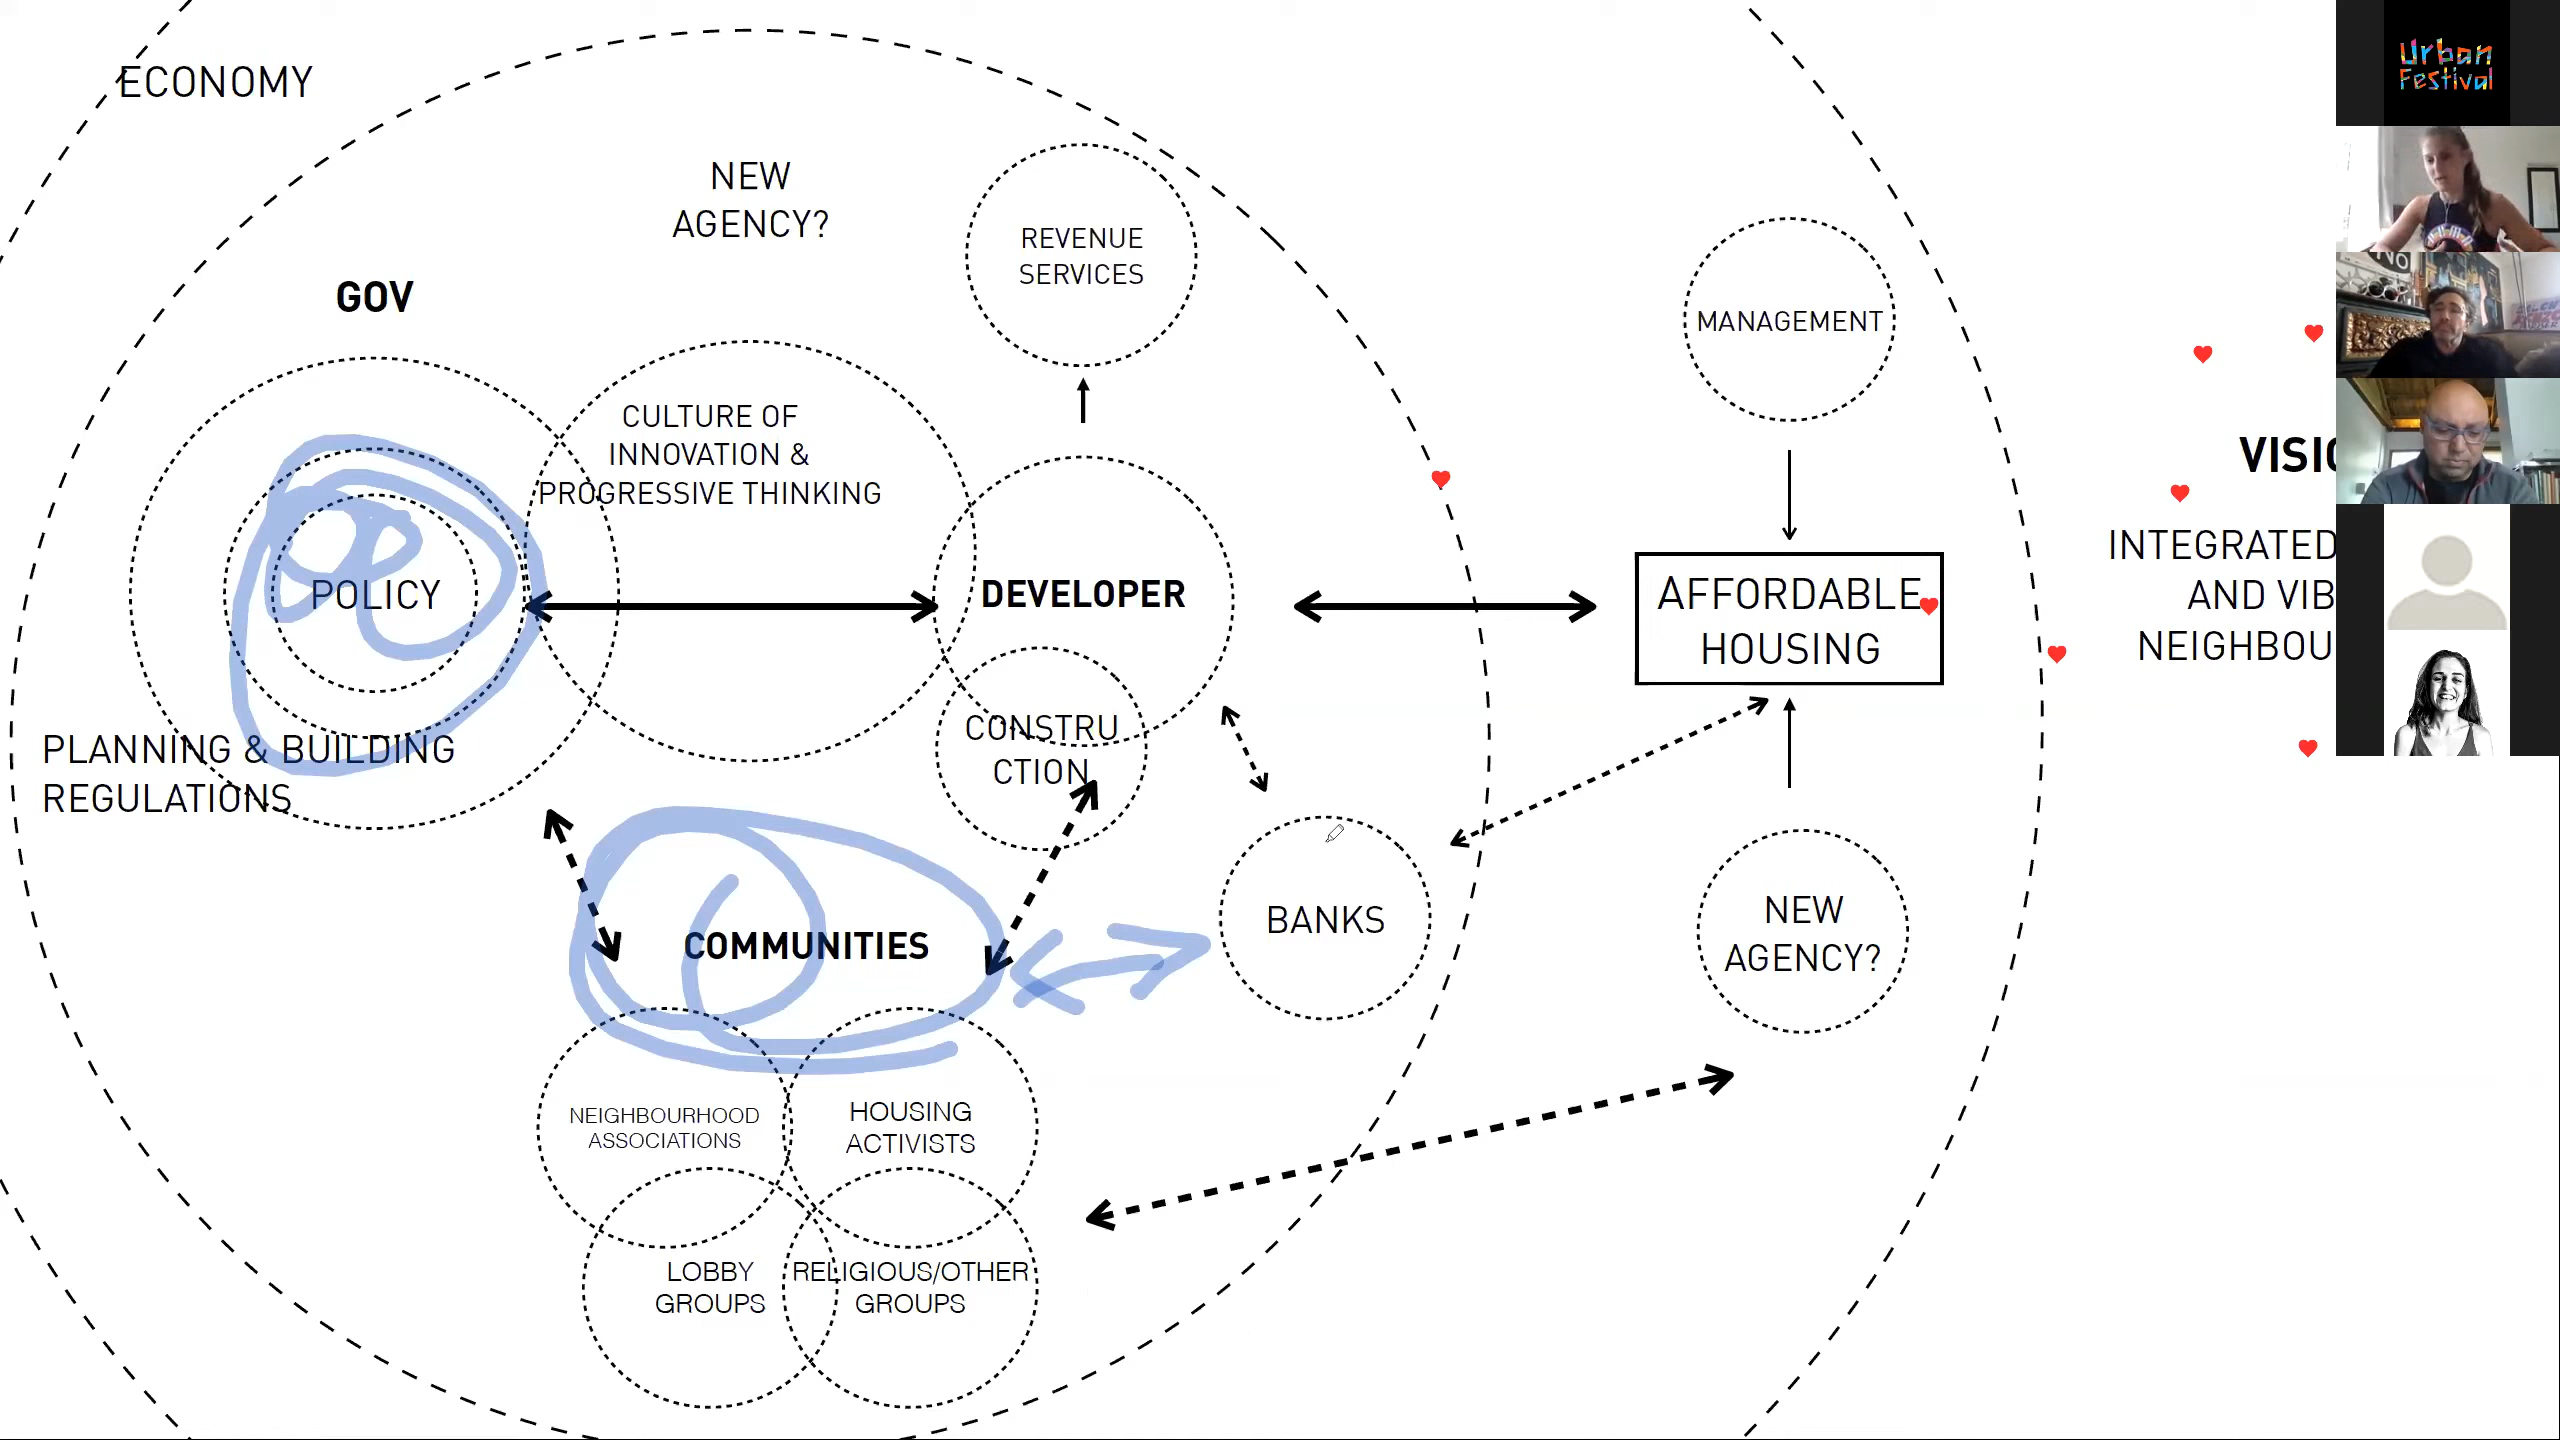 ECONOMY
NEW
AGENCY?
GOV
REVENUE
SERVICES
CULTURE OF
INNOVATION &
PROGRESSIVE THINKING
POLICY
DEVELOPER
PLANNING & BUILDING
REGULATIONS
CONSTRU
CTION
COMMUNITIES
BANKS
NEIGHBOURHOOD
ASSOCIATIONS
HOUSING
ACTIVISTS
LOBBY
GROUPS
RELIGIOUS/OTHER
GROUPS
MANAGEMENT
AFFORDABLE
HOUSING
NEW
AGENCY?
VISIO
INTEGRATED
AND VIB
NEIGHBOU
Urban
Festival
NO